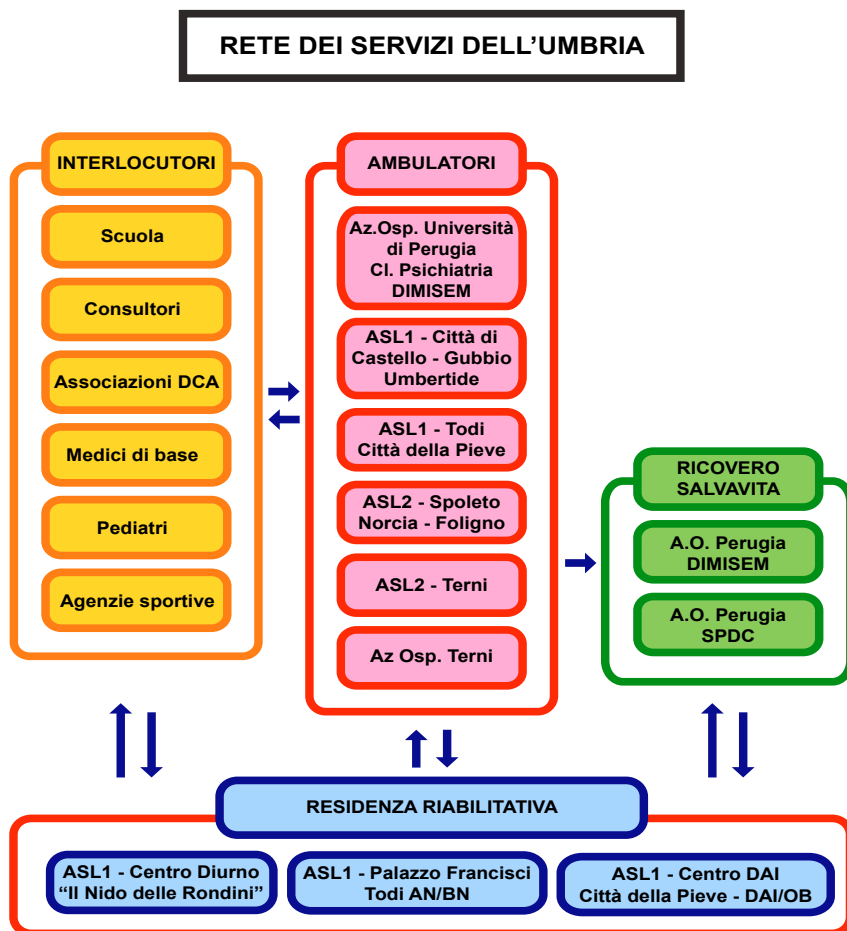 RETE DEI SERVIZI DELL'UMBRIA
INTERLOCUTORI
Scuola
Consultori
Associazioni DCA
Medici di base
Pediatri
Agenzie sportive
AMBULATORI
Az.Osp. Università
di Perugia
Cl. Psichiatria
DIMISEM
ASL1 - Città di
Castello - Gubbio
Umbertide
ASL1 - Todi
Città della Pieve
ASL2 - Spoleto
Norcia - Foligno
ASL2 - Terni
Az Osp. Terni
RICOVERO
SALVAVITA
A.O. Perugia
DIMISEM
A.O. Perugia
SPDC
RESIDENZA RIABILITATIVA
ASL1 - Centro Diurno
“Il Nido delle Rondini”
ASL1 - Palazzo Francisci
Todi AN/BN
ASL1 - Centro DAI
Città della Pieve - DAI/OB